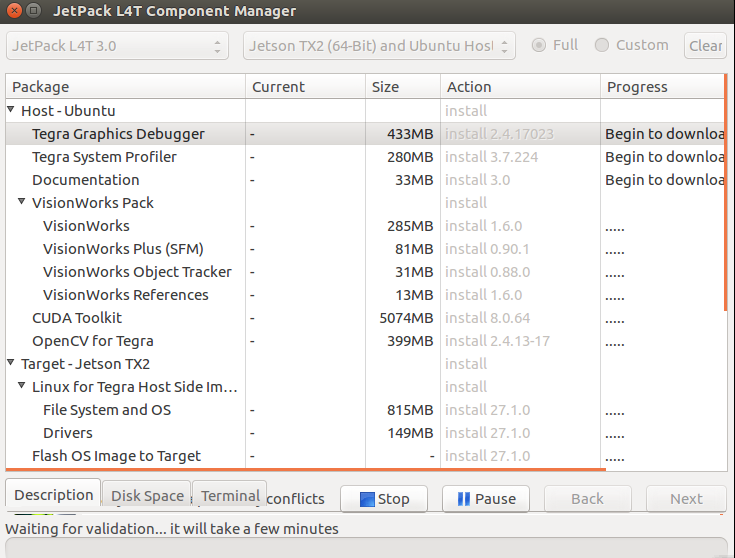 JetPack L4T Component Manager
JetPack L4T 3.0 Jetson TX2 (64-Bit) and Ubuntu Host Full Custom Clear
Package Current Size Action Progress
Host - Ubuntu install
Tegra Graphics Debugger - 433MB install 2.4.17023 Begin to downloa
Tegra System Profiler - 280MB install 3.7.224 Begin to downloa
Documentation - 33MB install 3.0 Begin to downloa
VisionWorks Pack install
VisionWorks - 285MB install 1.6.0 .....
VisionWorks Plus (SFM) - 81MB install 0.90.1 .....
VisionWorks Object Tracker - 31MB install 0.88.0 .....
VisionWorks References - 13MB install 1.6.0 .....
CUDA Toolkit - 5074MB install 8.0.64 .....
OpenCV for Tegra - 399MB install 2.4.13-17 .....
Target - Jetson TX2 install
Linux for Tegra Host Side Im... install
File System and OS - 815MB install 27.1.0 .....
Drivers - 149MB install 27.1.0 .....
Flash OS Image to Target - - install 27.1.0 .....
Description Disk Space Terminal conflicts Stop Pause Back Next
Waiting for validation... it will take a few minutes